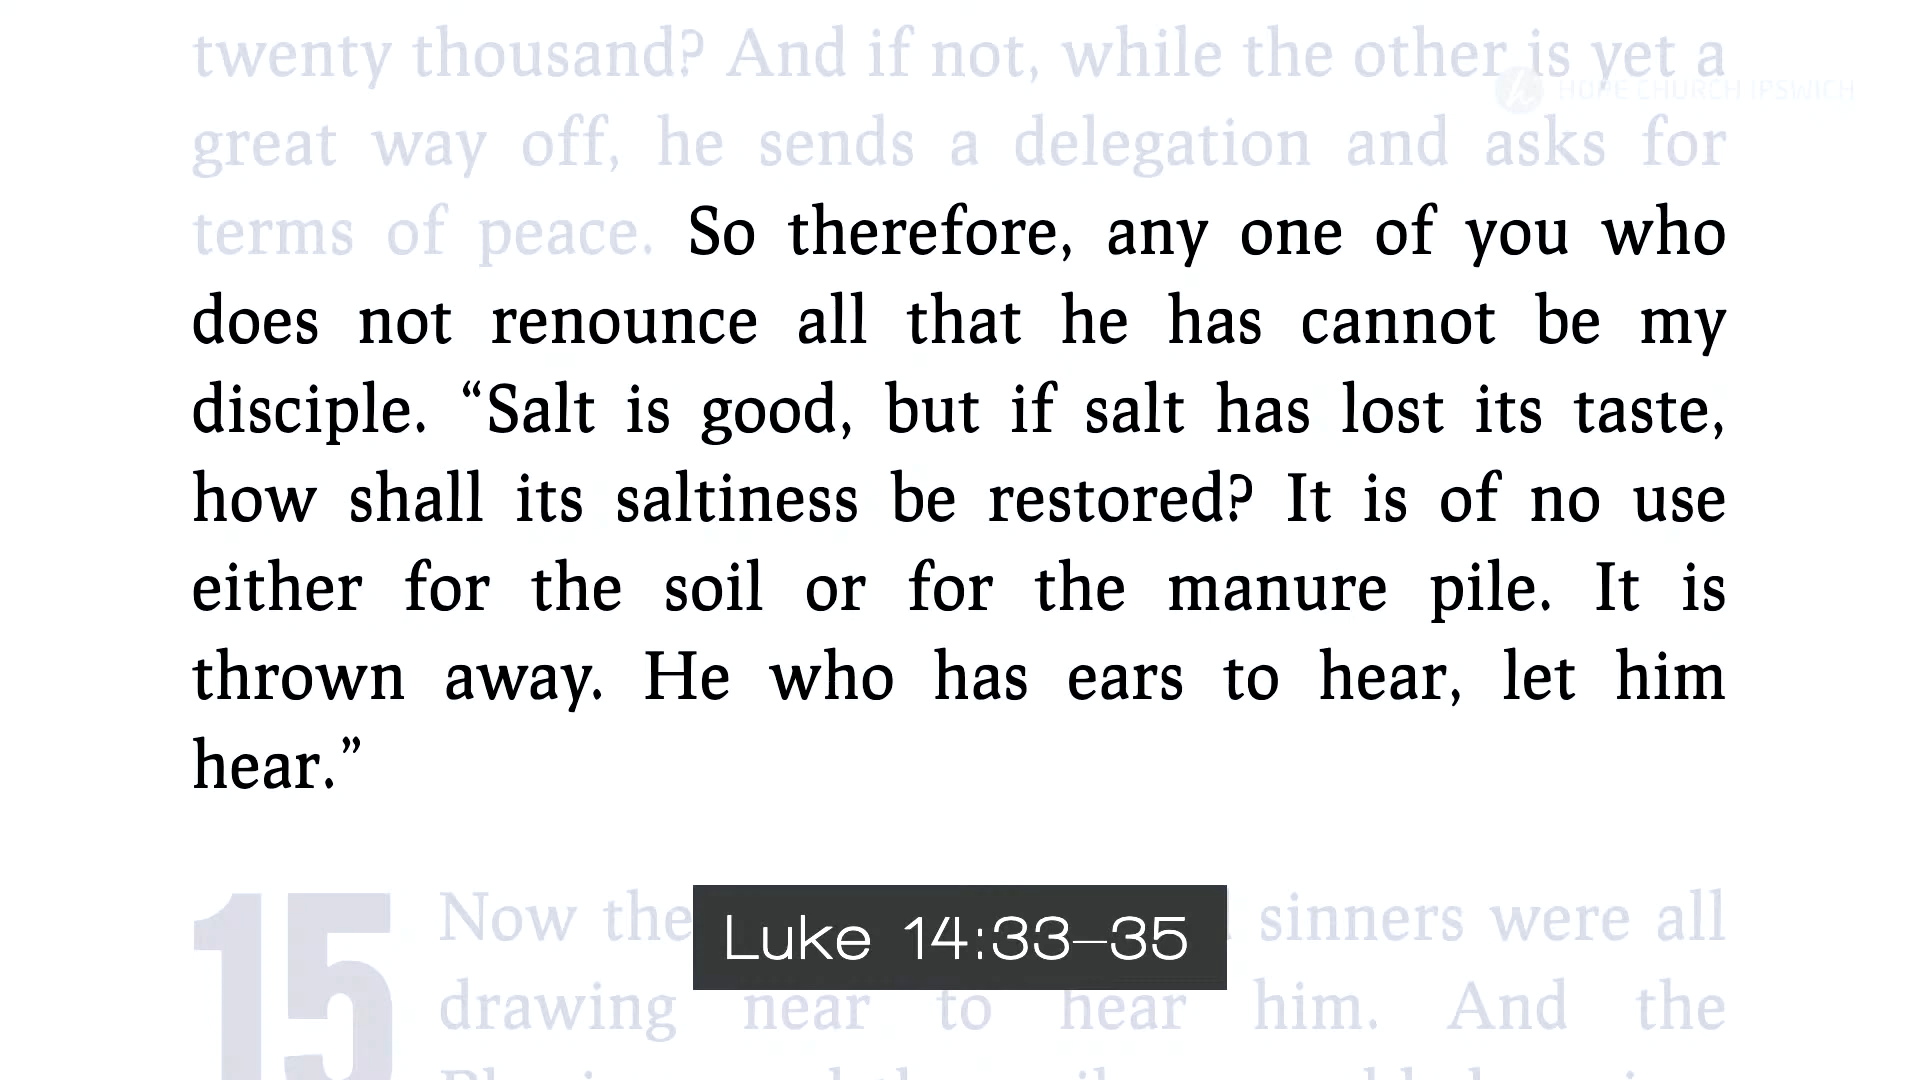 twenty thousand? And if not, while the other is yet a
HOPE CHURCH IPSWICH
great way off, he sends a delegation and asks for
terms of peace. So therefore, any one of you who
does not renounce all that he has cannot be my
disciple. “Salt is good, but if salt has lost its taste,
how shall its saltiness be restored? It is of no use
either for the soil or for the manure pile. It is
thrown away. He who has ears to hear, let him
hear.”
15
Now the sinners were all
Luke 14:33–35
drawing near to hear him. And the